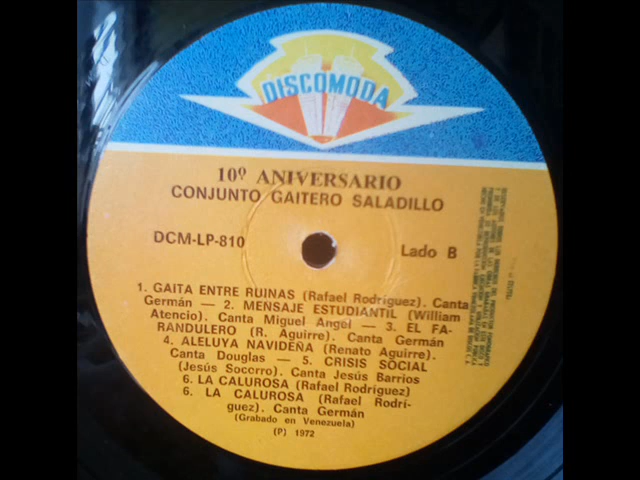 DISCOMODA
10º ANIVERSARIO
CONJUNTO GAITERO SALADILLO
DCM-LP-810
Lado B
1. GAITA ENTRE RUINAS (Rafael Rodríguez). Canta
Germán — 2. MENSAJE ESTUDIANTIL (William
Atencio). Canta Miguel Angel — 3. EL FA-
RANDULERO (R. Aguirre). Canta Germán
4. ALELUYA NAVIDEÑA (Renato Aguirre).
Canta Douglas — 5. CRISIS SOCIAL
(Jesús Socorro). Canta Jesús Barrios
6. LA CALUROSA (Rafael Rodríguez)
6. LA CALUROSA (Rafael Rodrí-
guez). Canta Germán
(Grabado en Venezuela)
(P) 1972